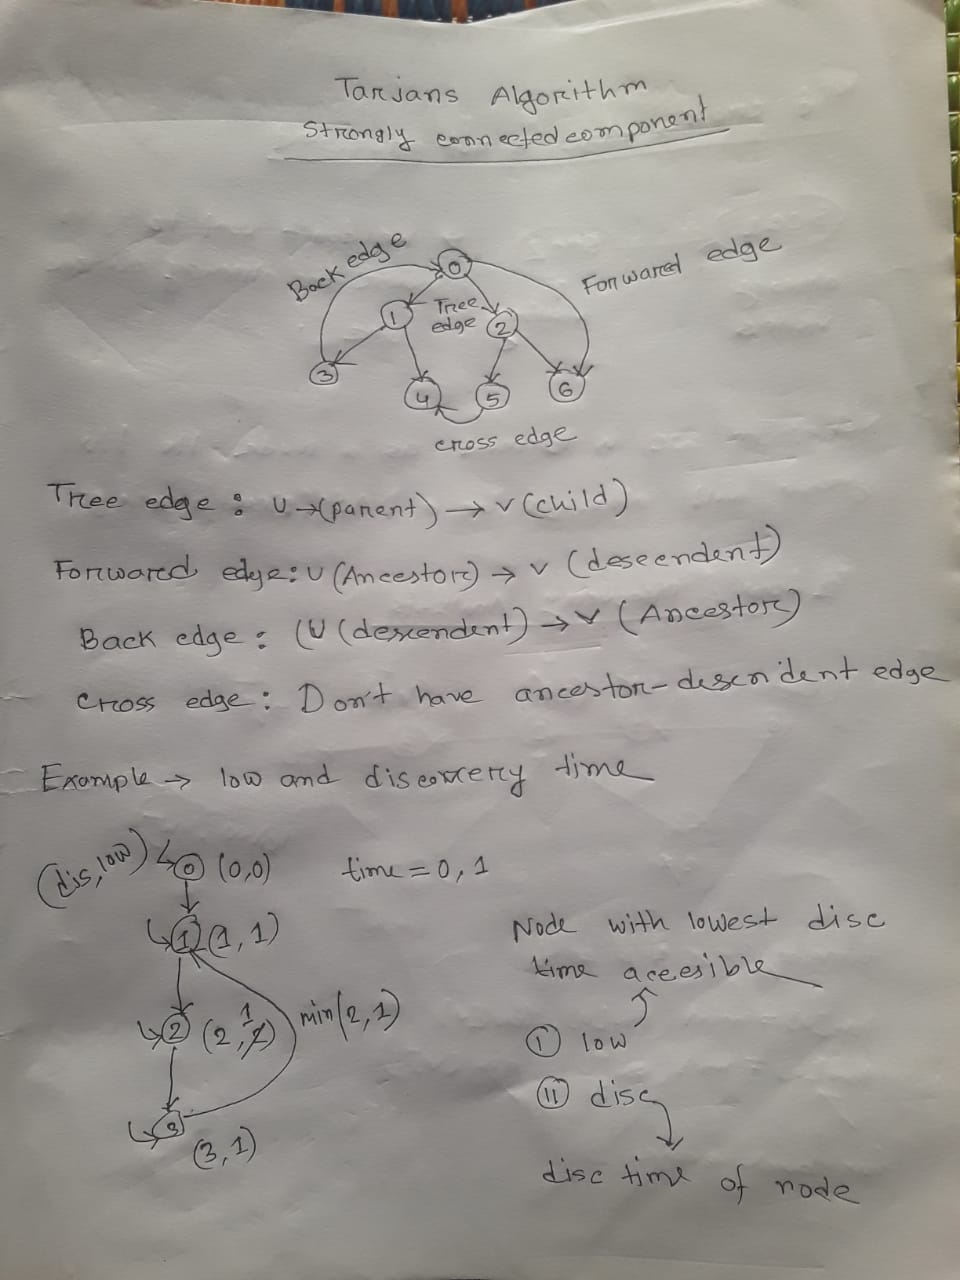 Tarjans Algorithm
Strongly connected component
Back edge
Forward edge
0
1
Tree
edge
2
3
4
5
6
cross edge
Tree edge : U→(parent) → v (child)
Forward edge: U (Ancestor) → v (descendent)
Back edge : (U (descendent) → v (Ancestor)
Cross edge : Don't have ancestor-descendent edge
Example → low and discovery time
(dis, low) 0 (0,0) time = 0, 1
1 (1, 1)
Node with lowest disc
time accesible
2 (2, 1 2) min(2, 1)
(I) low
(II) disc
3
(3, 1)
disc time of node